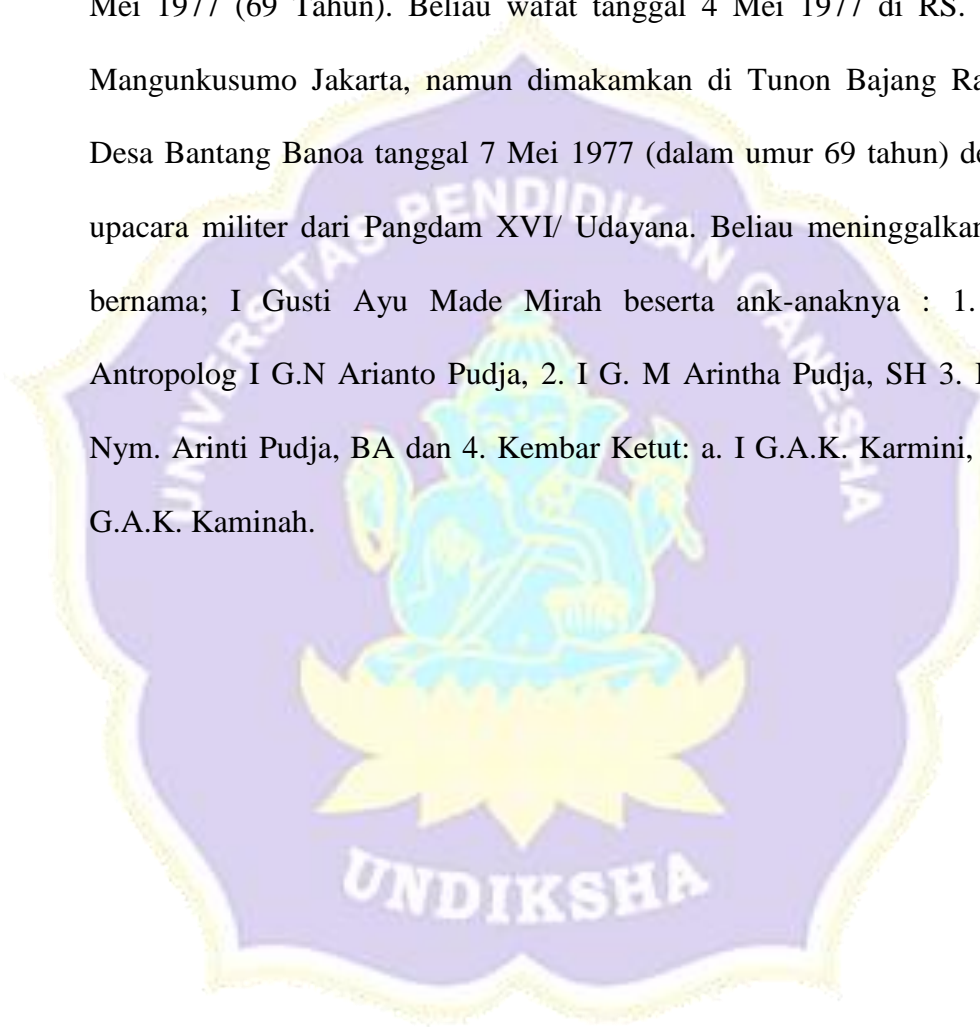 Mei 1977 (69 Tahun). Beliau wafat tanggal 4 Mei 1977 di RS.
Mangunkusumo Jakarta, namun dimakamkan di Tunon Bajang
Desa Bantang Banoa tanggal 7 Mei 1977 (dalam umur 69 tahun)
upacara militer dari Pangdam XVI/ Udayana. Beliau meninggalkan
bernama; I Gusti Ayu Made Mirah beserta ank-anaknya : 1.
Antropolog I G.N Arianto Pudja, 2. I G. M Arintha Pudja, SH 3.
Nym. Arinti Pudja, BA dan 4. Kembar Ketut: a. I G.A.K. Karmini,
G.A.K. Kaminah.
UNIVERSITAS PENDIDIKAN GANESHA
UNDIKSHA